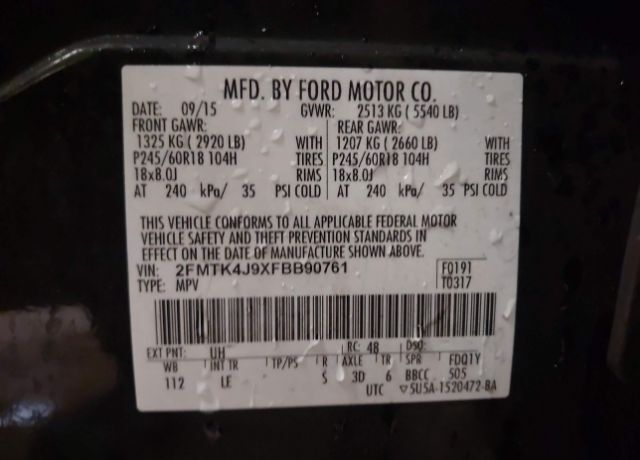 MFD. BY FORD MOTOR CO.
DATE: 09/15 GVWR: 2513 KG ( 5540 LB)
FRONT GAWR: REAR GAWR:
1325 KG ( 2920 LB) WITH 1207 KG ( 2660 LB) WITH
P245/60R18 104H TIRES P245/60R18 104H TIRES
18x8.0J RIMS 18x8.0J RIMS
AT 240 kPa/ 35 PSI COLD AT 240 kPa/ 35 PSI COLD
THIS VEHICLE CONFORMS TO ALL APPLICABLE FEDERAL MOTOR
VEHICLE SAFETY AND THEFT PREVENTION STANDARDS IN
EFFECT ON THE DATE OF MANUFACTURE SHOWN ABOVE.
VIN: 2FMTK4J9XFBB90761 F0191
TYPE: MPV T0317
EXT PNT: UH RC: 48 DSO:
WB INT TR TP/PS R AXLE TR SPR FDQ1Y
112 LE S 3D 6 BBCC 505
UTC ▽5U5A-1520472-BA